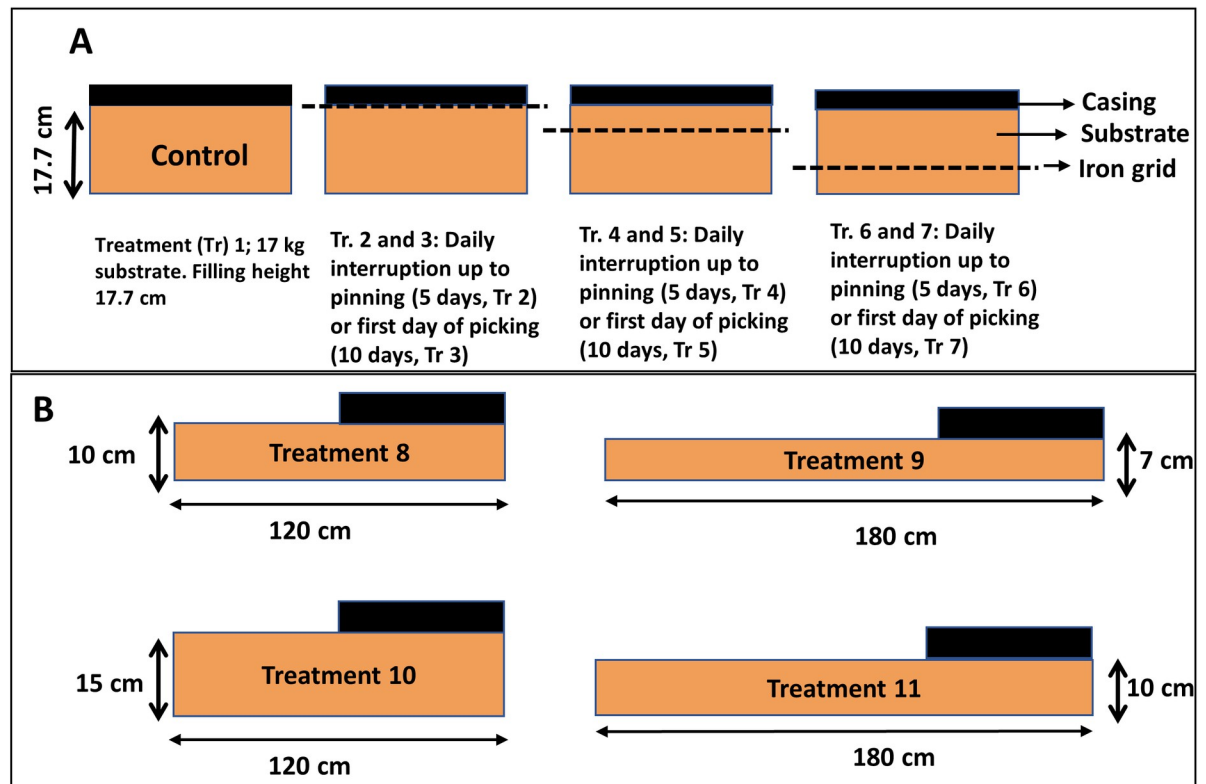 A
17.7 cm
Control
Casing
Substrate
Iron grid
Treatment (Tr) 1; 17 kg
substrate. Filling height
17.7 cm
Tr. 2 and 3: Daily
interruption up to
pinning (5 days, Tr 2)
or first day of picking
(10 days, Tr 3)
Tr. 4 and 5: Daily
interruption up to
pinning (5 days, Tr 4)
or first day of picking
(10 days, Tr 5)
Tr. 6 and 7: Daily
interruption up to
pinning (5 days, Tr 6)
or first day of picking
(10 days, Tr 7)
B
10 cm
Treatment 8
120 cm
Treatment 9
7 cm
180 cm
15 cm
Treatment 10
120 cm
Treatment 11
10 cm
180 cm